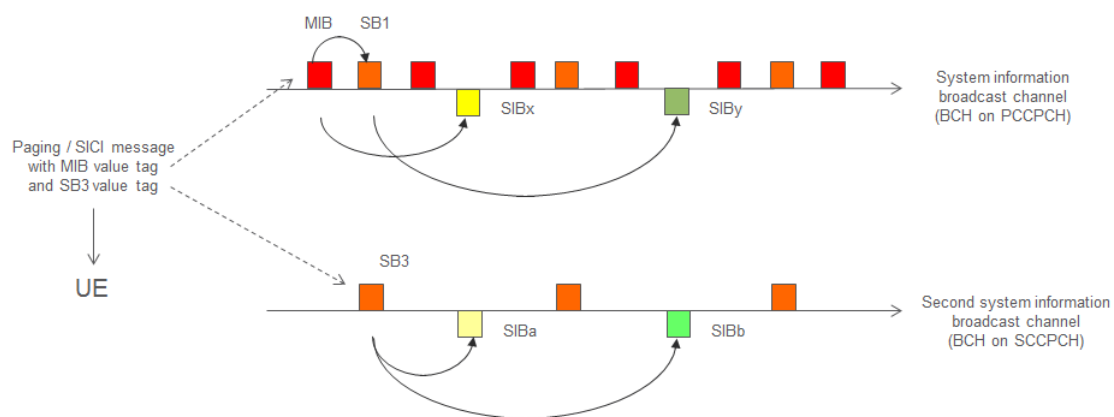 MIB
SB1
SIBx
SIBy
System information
broadcast channel
(BCH on PCCPCH)
Paging / SICI message
with MIB value tag
and SB3 value tag
UE
SB3
SIBa
SIBb
Second system information
broadcast channel
(BCH on SCCPCH)